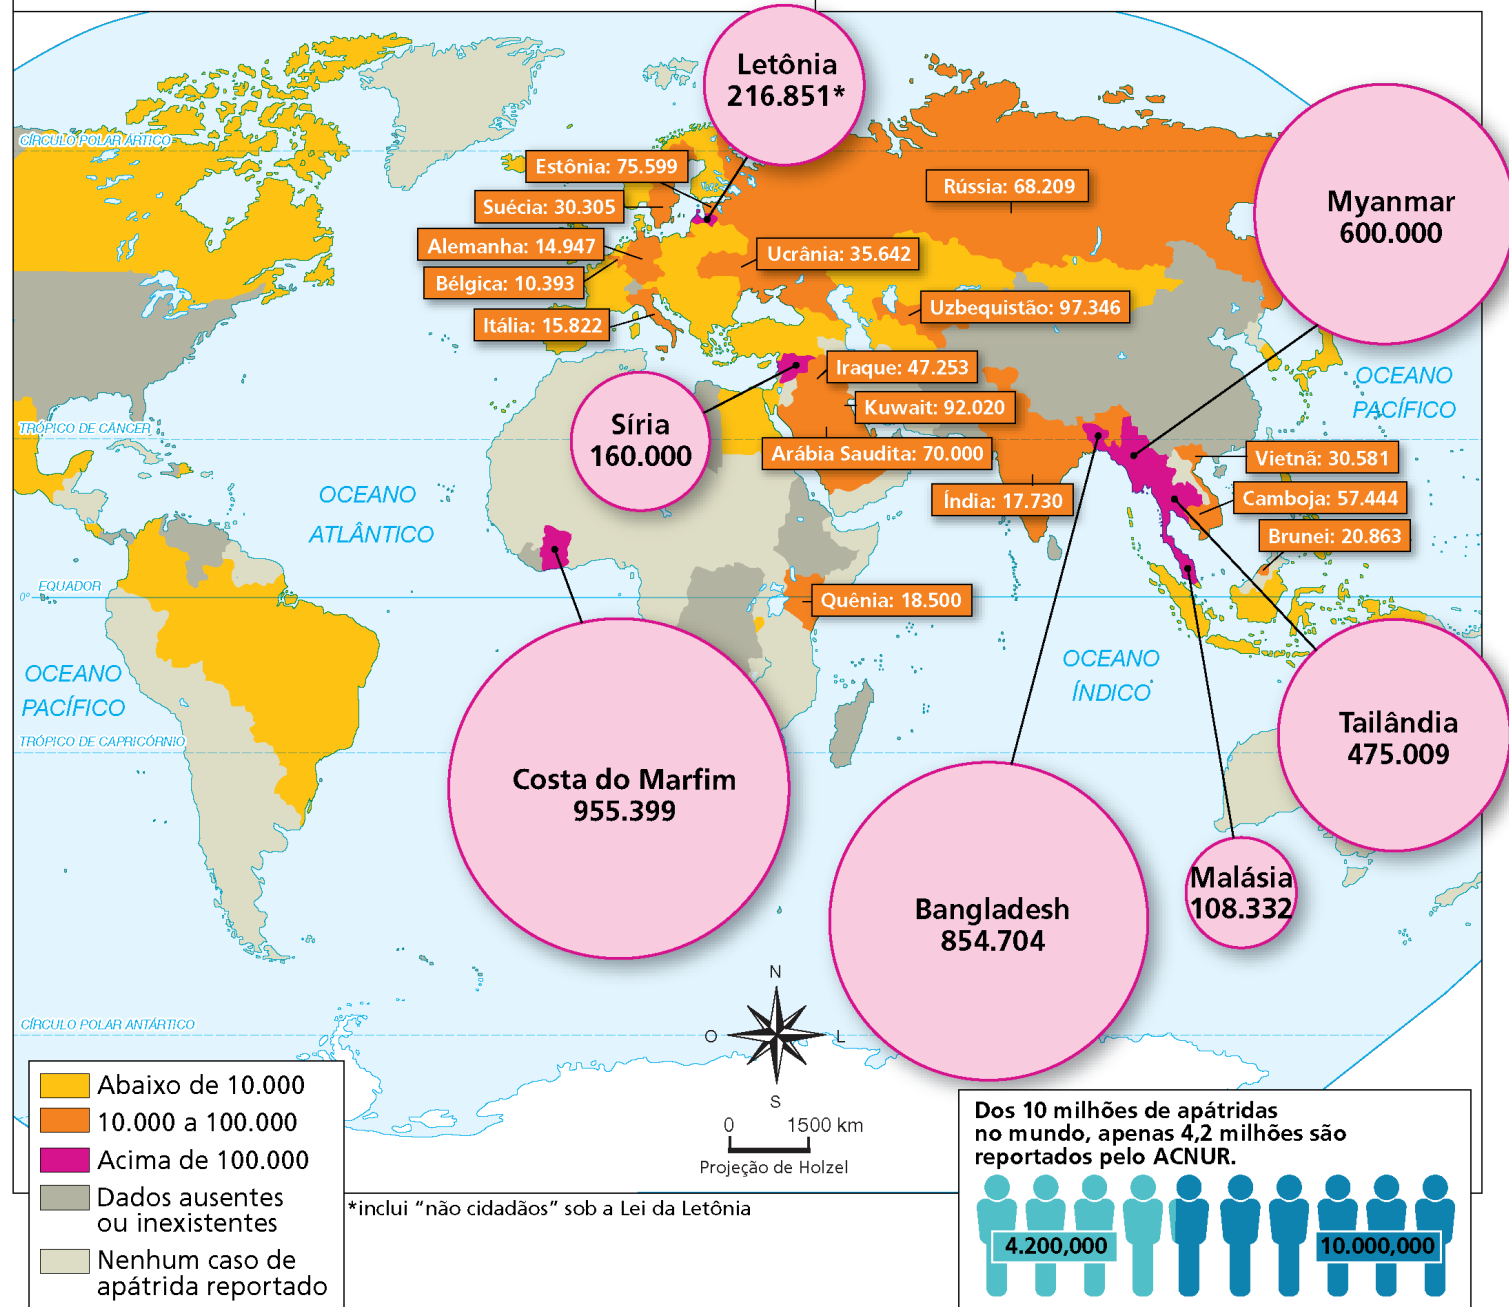 Letônia
216.851*
Myanmar
600.000
CÍRCULO POLAR ÁRTICO
Estônia: 75.599
Rússia: 68.209
Suécia: 30.305
Alemanha: 14.947
Ucrânia: 35.642
Bélgica: 10.393
Uzbequistão: 97.346
Itália: 15.822
Iraque: 47.253
OCEANO
PACÍFICO
Kuwait: 92.020
Síria
160.000
TRÓPICO DE CÂNCER
Arábia Saudita: 70.000
Vietnã: 30.581
OCEANO
ATLÂNTICO
Índia: 17.730
Camboja: 57.444
Brunei: 20.863
EQUADOR
0°
Quênia: 18.500
OCEANO
PACÍFICO
OCEANO
ÍNDICO
TRÓPICO DE CAPRICÓRNIO
Tailândia
475.009
Costa do Marfim
955.399
Malásia
108.332
Bangladesh
854.704
N
O
L
S
CÍRCULO POLAR ANTÁRTICO
0 1500 km
Projeção de Holzel
Abaixo de 10.000
10.000 a 100.000
Acima de 100.000
Dados ausentes
ou inexistentes
Nenhum caso de
apátrida reportado
*inclui “não cidadãos” sob a Lei da Letônia
Dos 10 milhões de apátridas
no mundo, apenas 4,2 milhões são
reportados pelo ACNUR.
4.200,000
10.000,000